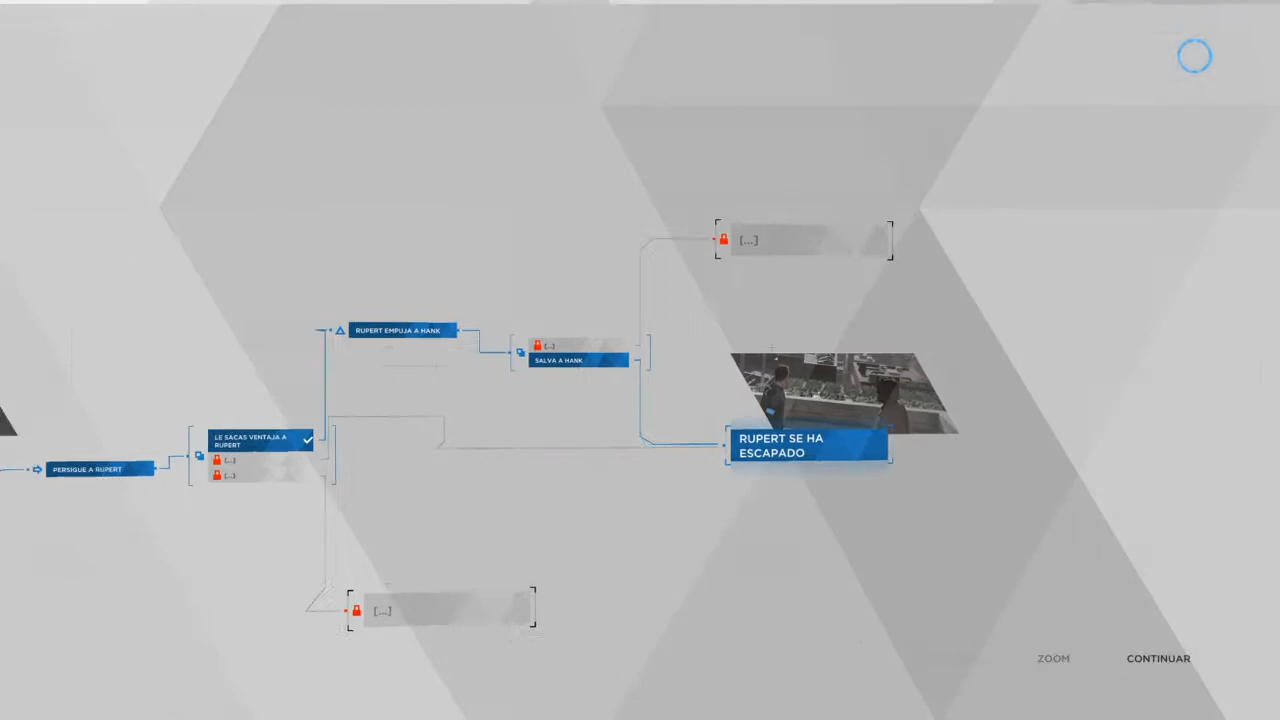 [...]
RUPERT EMPUJA A HANK
[...]
SALVA A HANK
LE SACAS VENTAJA A
RUPERT
[...]
[...]
PERSIGUE A RUPERT
RUPERT SE HA
ESCAPADO
[...]
ZOOM
CONTINUAR